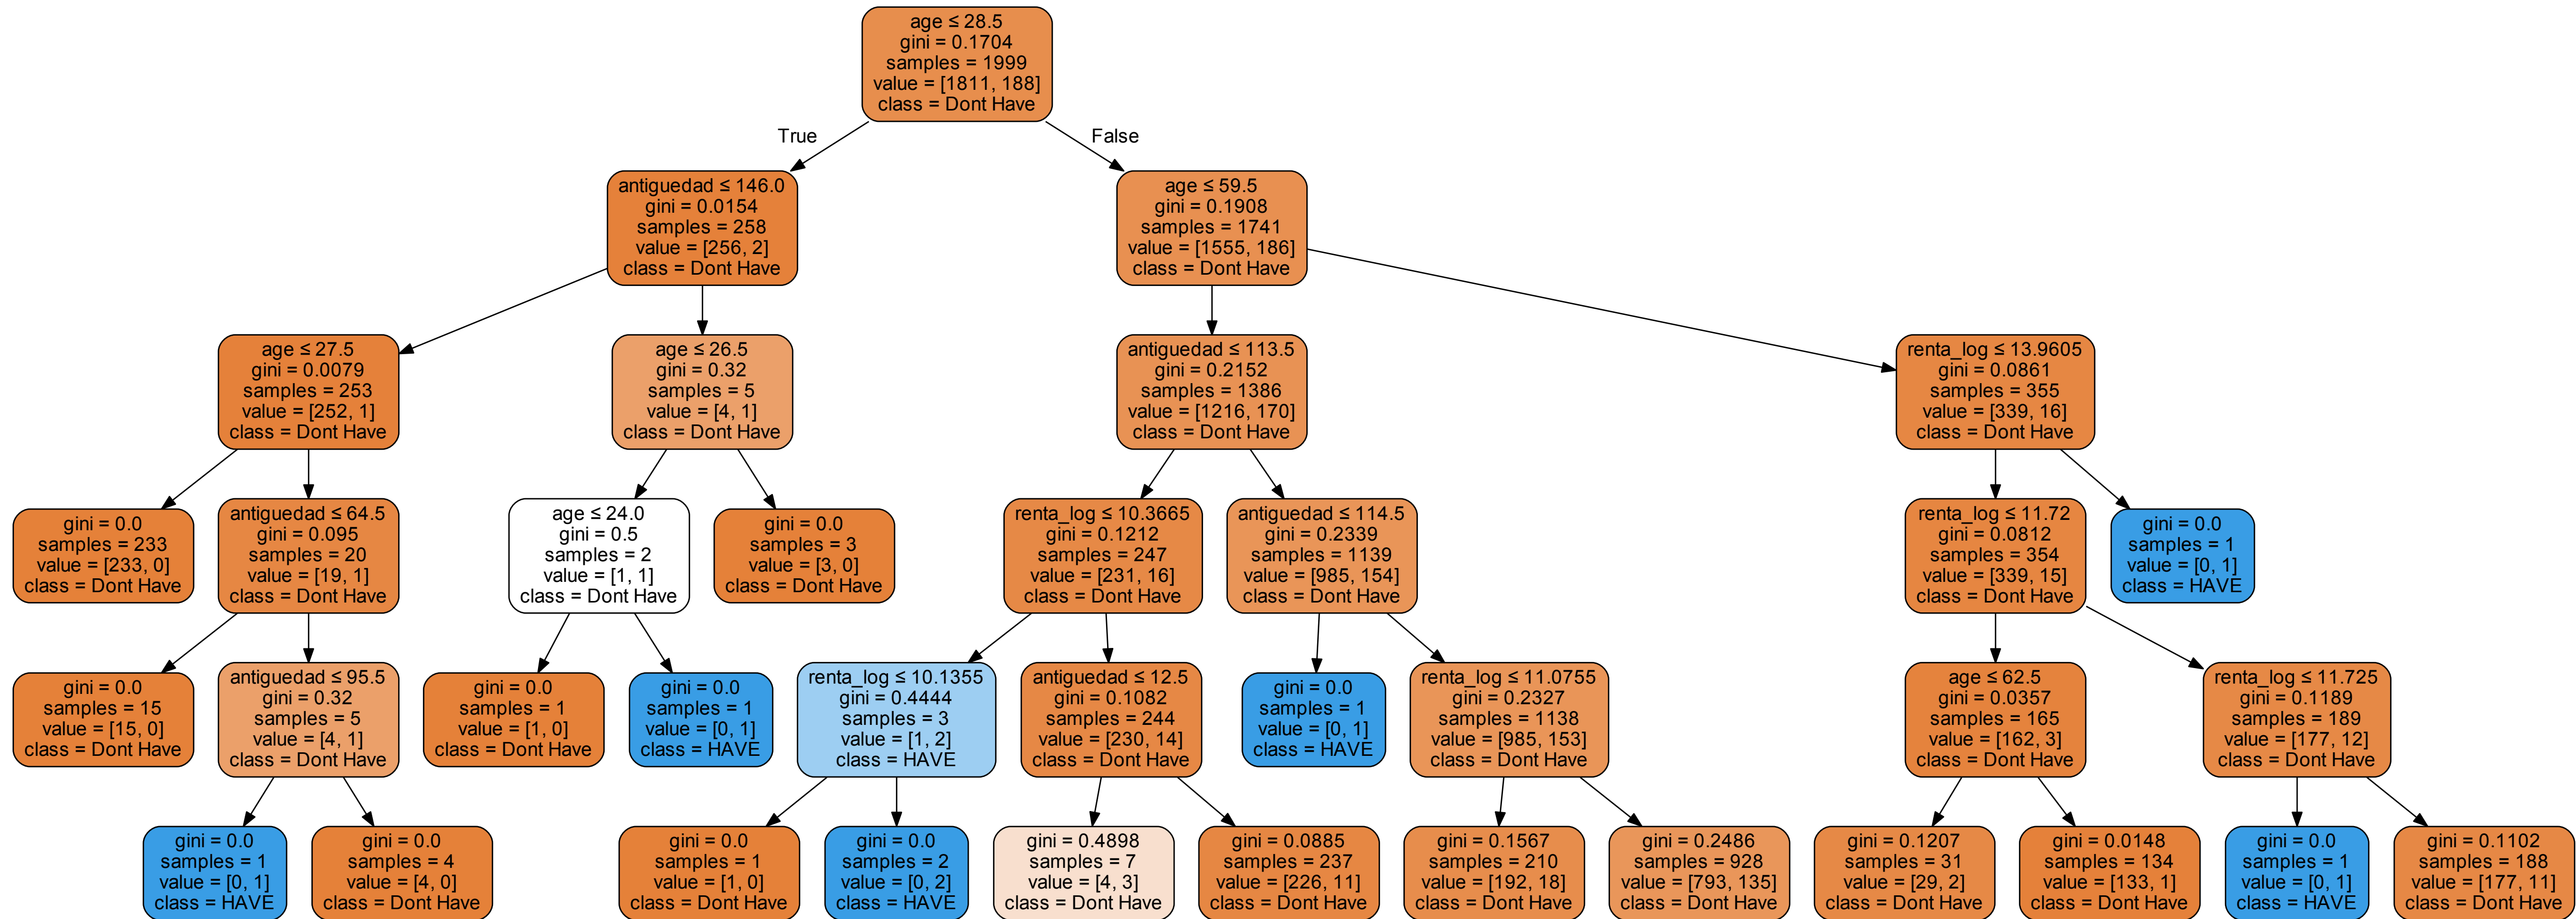 age ≤ 28.5
gini = 0.1704
samples = 1999
value = [1811, 188]
class = Dont Have
True
False
antiguedad ≤ 146.0
gini = 0.0154
samples = 258
value = [256, 2]
class = Dont Have
age ≤ 59.5
gini = 0.1908
samples = 1741
value = [1555, 186]
class = Dont Have
age ≤ 27.5
gini = 0.0079
samples = 253
value = [252, 1]
class = Dont Have
age ≤ 26.5
gini = 0.32
samples = 5
value = [4, 1]
class = Dont Have
antiguedad ≤ 113.5
gini = 0.2152
samples = 1386
value = [1216, 170]
class = Dont Have
renta_log ≤ 13.9605
gini = 0.0861
samples = 355
value = [339, 16]
class = Dont Have
gini = 0.0
samples = 233
value = [233, 0]
class = Dont Have
antiguedad ≤ 64.5
gini = 0.095
samples = 20
value = [19, 1]
class = Dont Have
age ≤ 24.0
gini = 0.5
samples = 2
value = [1, 1]
class = Dont Have
gini = 0.0
samples = 3
value = [3, 0]
class = Dont Have
renta_log ≤ 10.3665
gini = 0.1212
samples = 247
value = [231, 16]
class = Dont Have
antiguedad ≤ 114.5
gini = 0.2339
samples = 1139
value = [985, 154]
class = Dont Have
renta_log ≤ 11.72
gini = 0.0812
samples = 354
value = [339, 15]
class = Dont Have
gini = 0.0
samples = 1
value = [0, 1]
class = HAVE
gini = 0.0
samples = 15
value = [15, 0]
class = Dont Have
antiguedad ≤ 95.5
gini = 0.32
samples = 5
value = [4, 1]
class = Dont Have
gini = 0.0
samples = 1
value = [1, 0]
class = Dont Have
gini = 0.0
samples = 1
value = [0, 1]
class = HAVE
renta_log ≤ 10.1355
gini = 0.4444
samples = 3
value = [1, 2]
class = HAVE
antiguedad ≤ 12.5
gini = 0.1082
samples = 244
value = [230, 14]
class = Dont Have
gini = 0.0
samples = 1
value = [0, 1]
class = HAVE
renta_log ≤ 11.0755
gini = 0.2327
samples = 1138
value = [985, 153]
class = Dont Have
age ≤ 62.5
gini = 0.0357
samples = 165
value = [162, 3]
class = Dont Have
renta_log ≤ 11.725
gini = 0.1189
samples = 189
value = [177, 12]
class = Dont Have
gini = 0.0
samples = 1
value = [0, 1]
class = HAVE
gini = 0.0
samples = 4
value = [4, 0]
class = Dont Have
gini = 0.0
samples = 1
value = [1, 0]
class = Dont Have
gini = 0.0
samples = 2
value = [0, 2]
class = HAVE
gini = 0.4898
samples = 7
value = [4, 3]
class = Dont Have
gini = 0.0885
samples = 237
value = [226, 11]
class = Dont Have
gini = 0.1567
samples = 210
value = [192, 18]
class = Dont Have
gini = 0.2486
samples = 928
value = [793, 135]
class = Dont Have
gini = 0.1207
samples = 31
value = [29, 2]
class = Dont Have
gini = 0.0148
samples = 134
value = [133, 1]
class = Dont Have
gini = 0.0
samples = 1
value = [0, 1]
class = HAVE
gini = 0.1102
samples = 188
value = [177, 11]
class = Dont Have